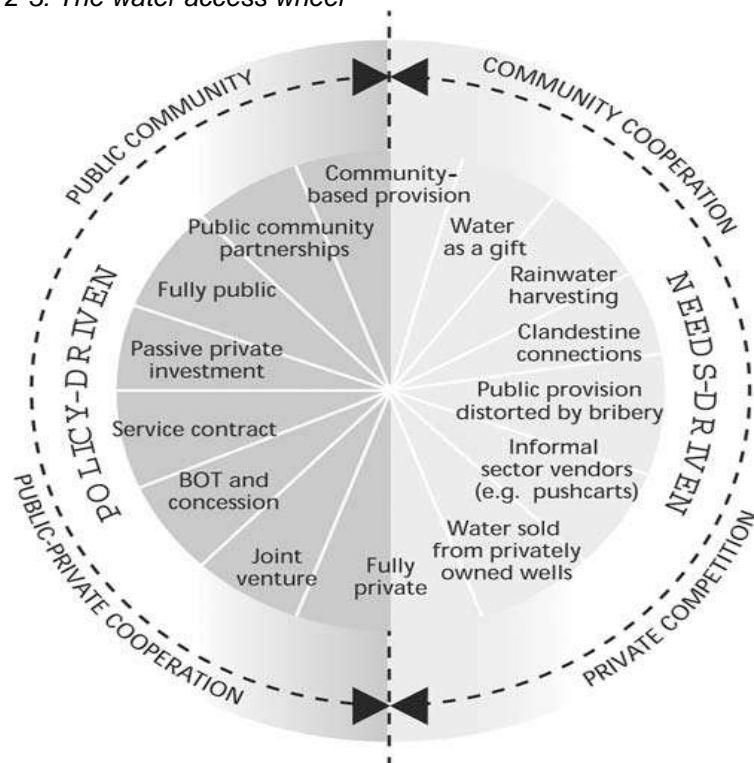 2-3. The water access wheel
PUBLIC COMMUNITY
COMMUNITY COOPERATION
POLICY-DRIVEN
NEEDS-DRIVEN
PUBLIC-PRIVATE COOPERATION
PRIVATE COMPETITION
Community-
based provision
Public community
partnerships
Fully public
Passive private
investment
Service contract
BOT and
concession
Joint
venture
Fully
private
Water
as a gift
Rainwater
harvesting
Clandestine
connections
Public provision
distorted by bribery
Informal
sector vendors
(e.g. pushcarts)
Water sold
from privately
owned wells